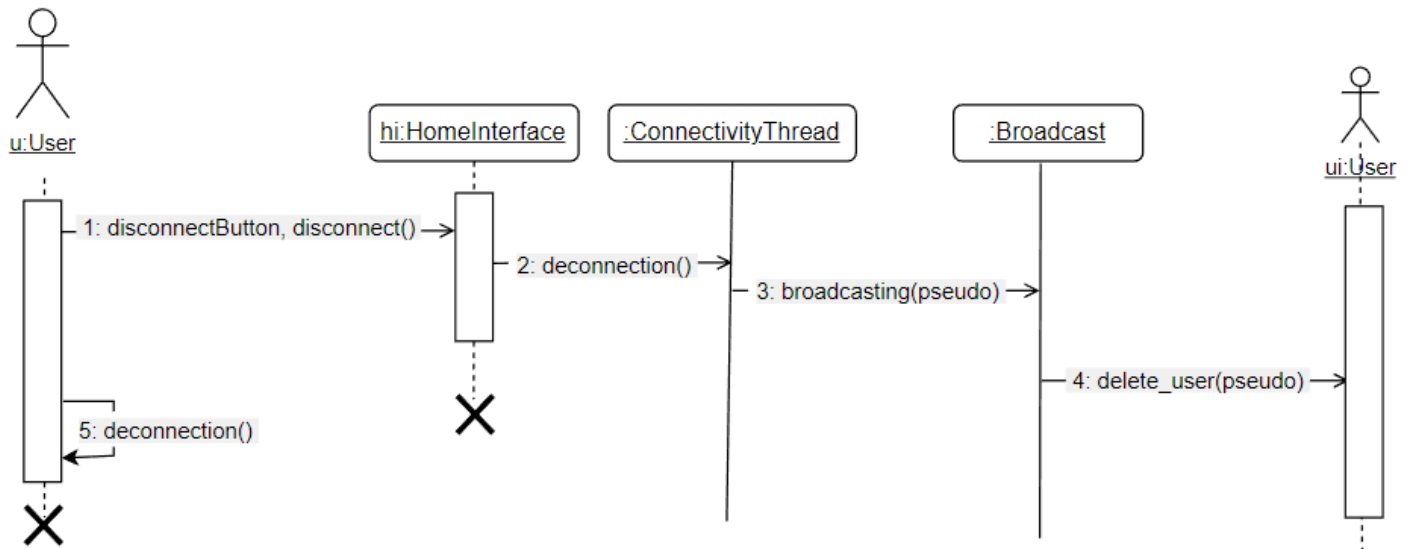 u:User
hi:HomeInterface
:ConnectivityThread
:Broadcast
ui:User
1: disconnectButton, disconnect()
2: deconnection()
3: broadcasting(pseudo)
4: delete_user(pseudo)
5: deconnection()